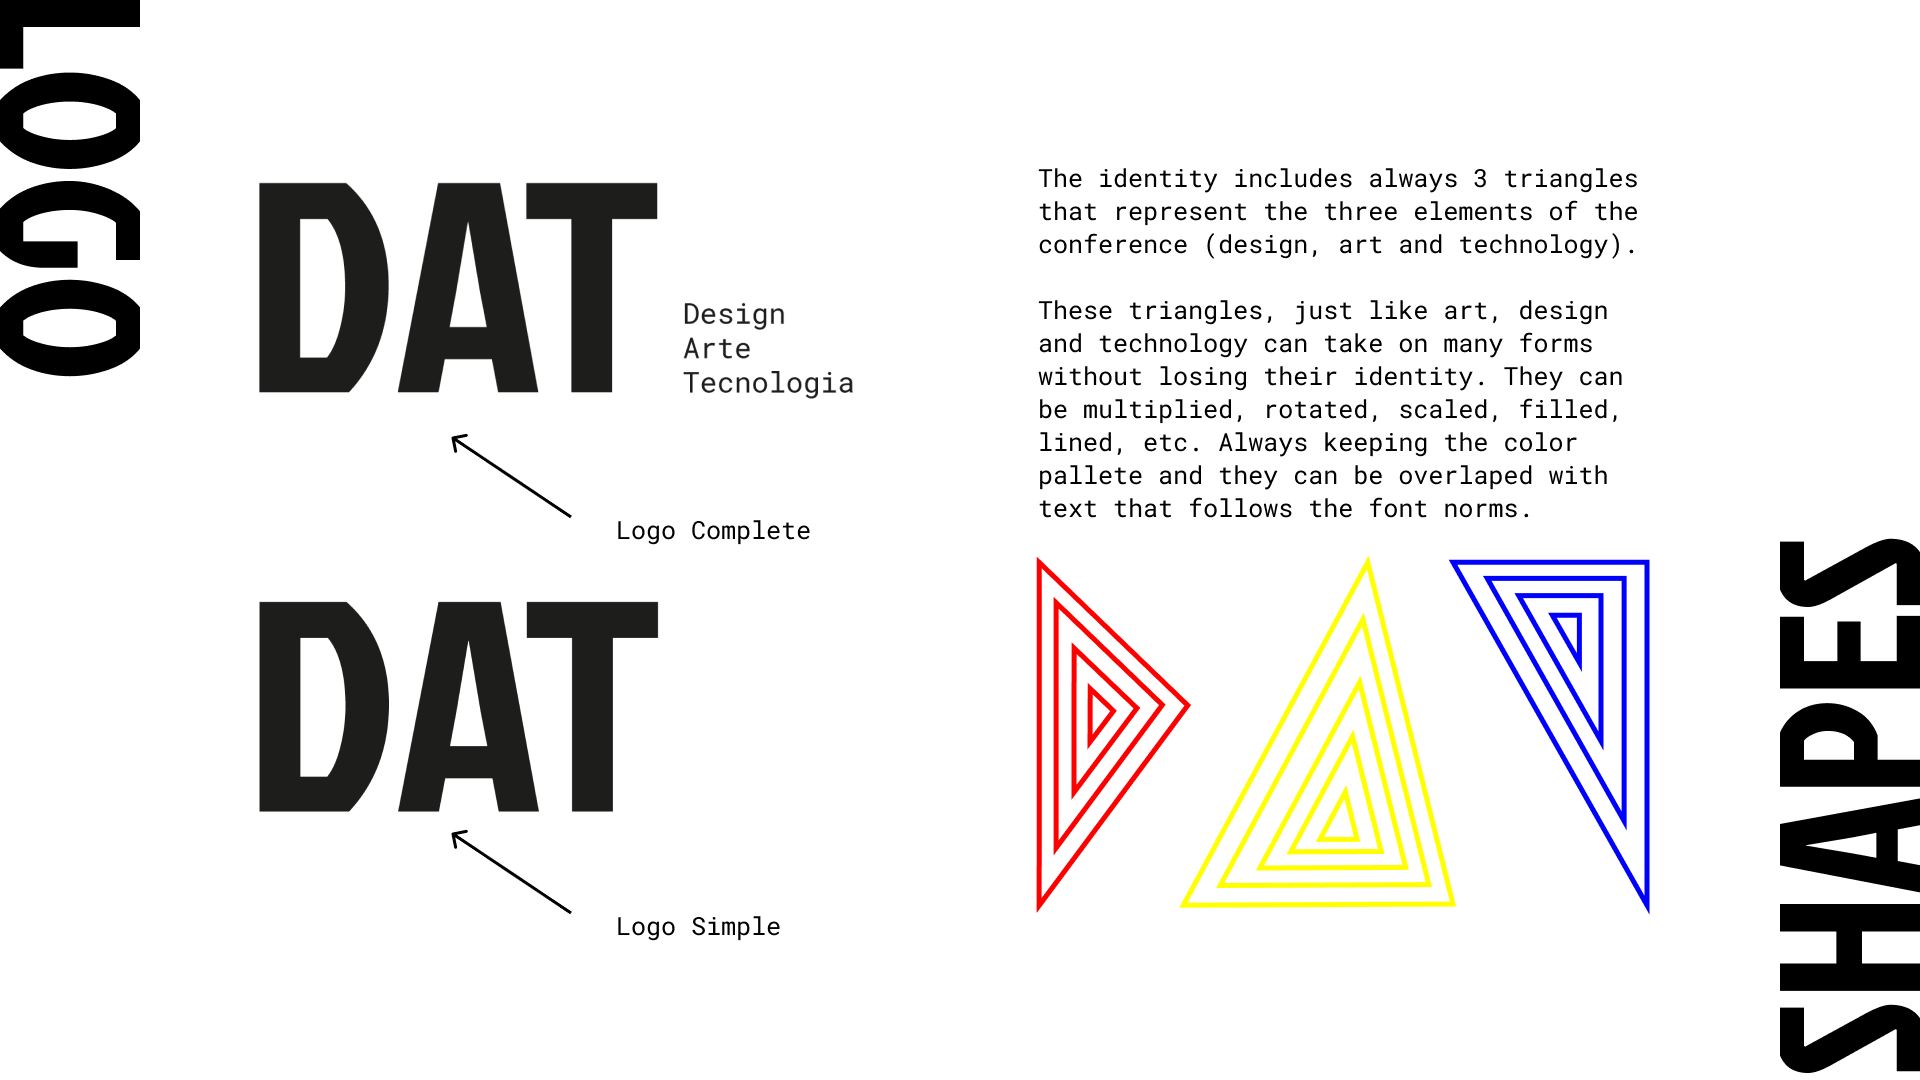 LOGO
DAT
Design
Arte
Tecnologia
Logo Complete
DAT
Logo Simple
The identity includes always 3 triangles
that represent the three elements of the
conference (design, art and technology).
These triangles, just like art, design
and technology can take on many forms
without losing their identity. They can
be multiplied, rotated, scaled, filled,
lined, etc. Always keeping the color
pallete and they can be overlaped with
text that follows the font norms.
SHAPES